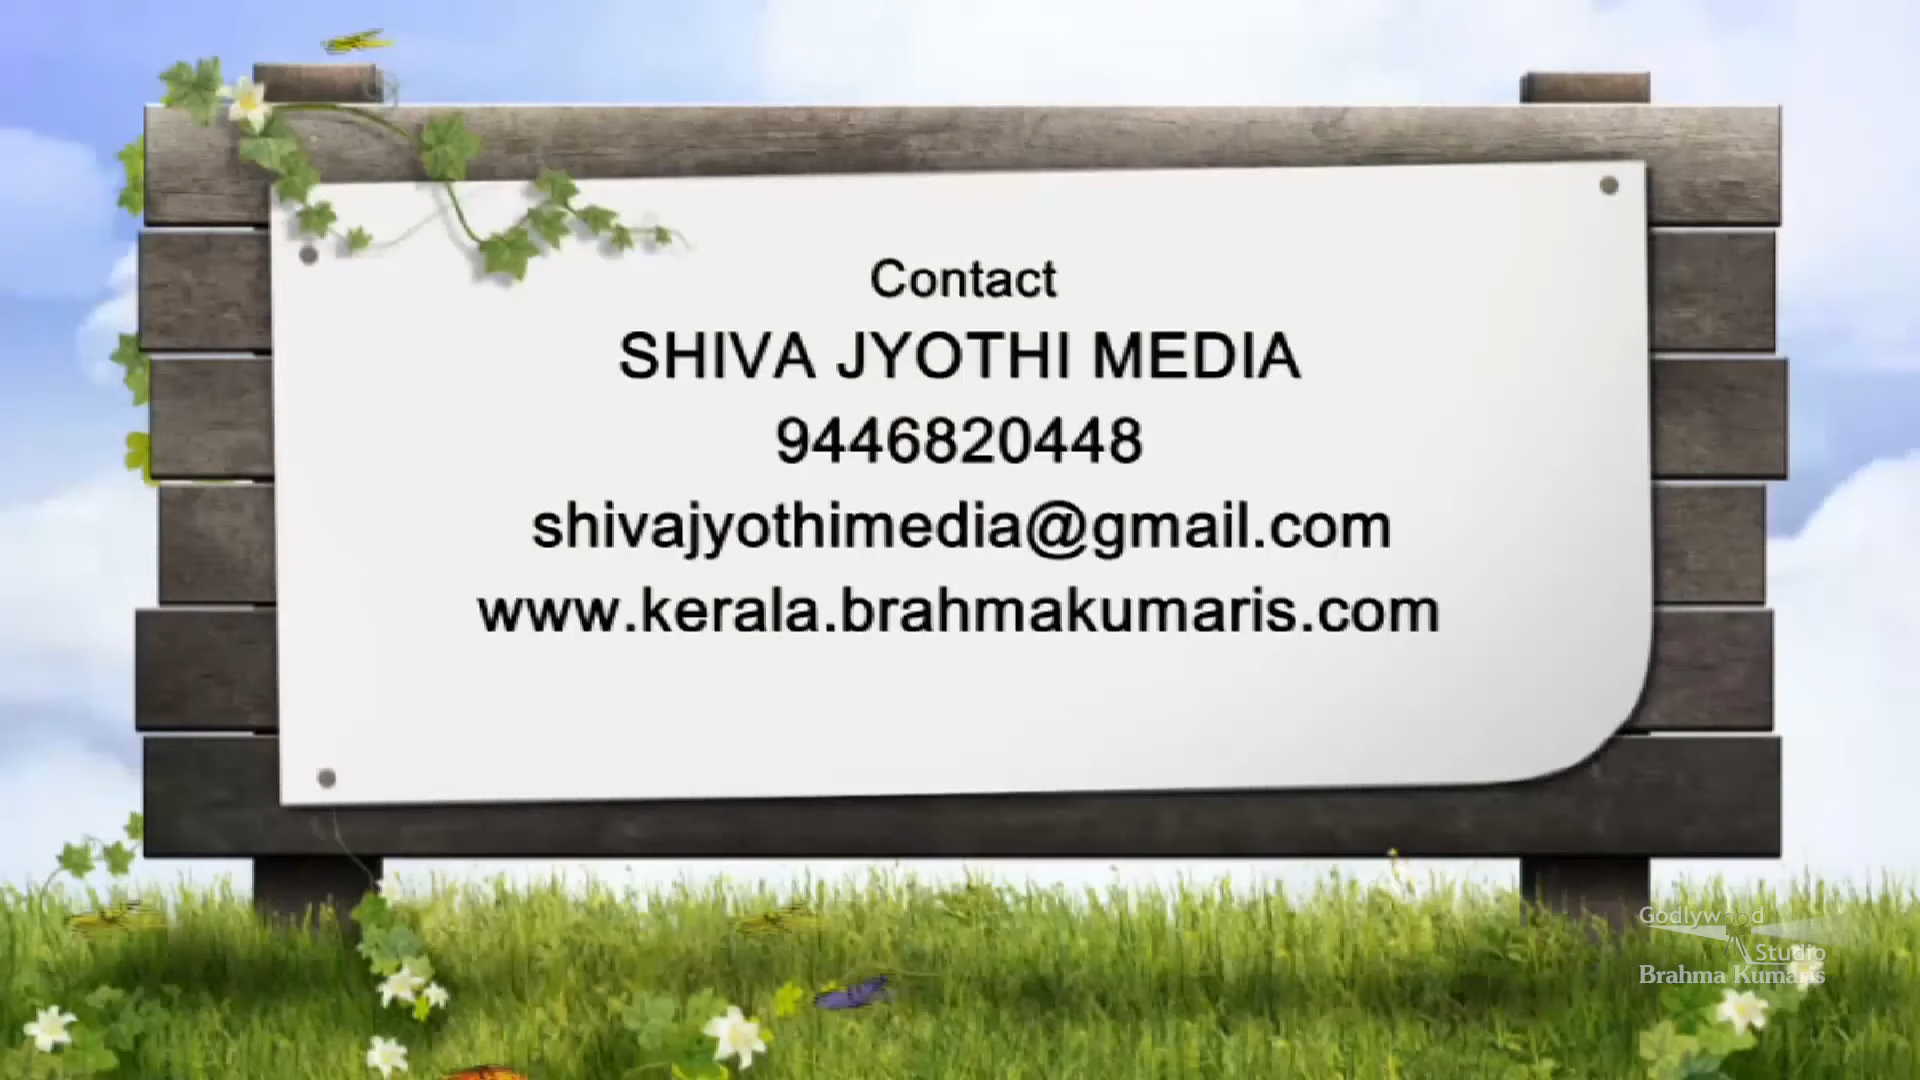 Contact
SHIVA JYOTHI MEDIA
9446820448
shivajyothimedia@gmail.com
www.kerala.brahmakumaris.com
Godlywood
Studio
Brahma Kumaris